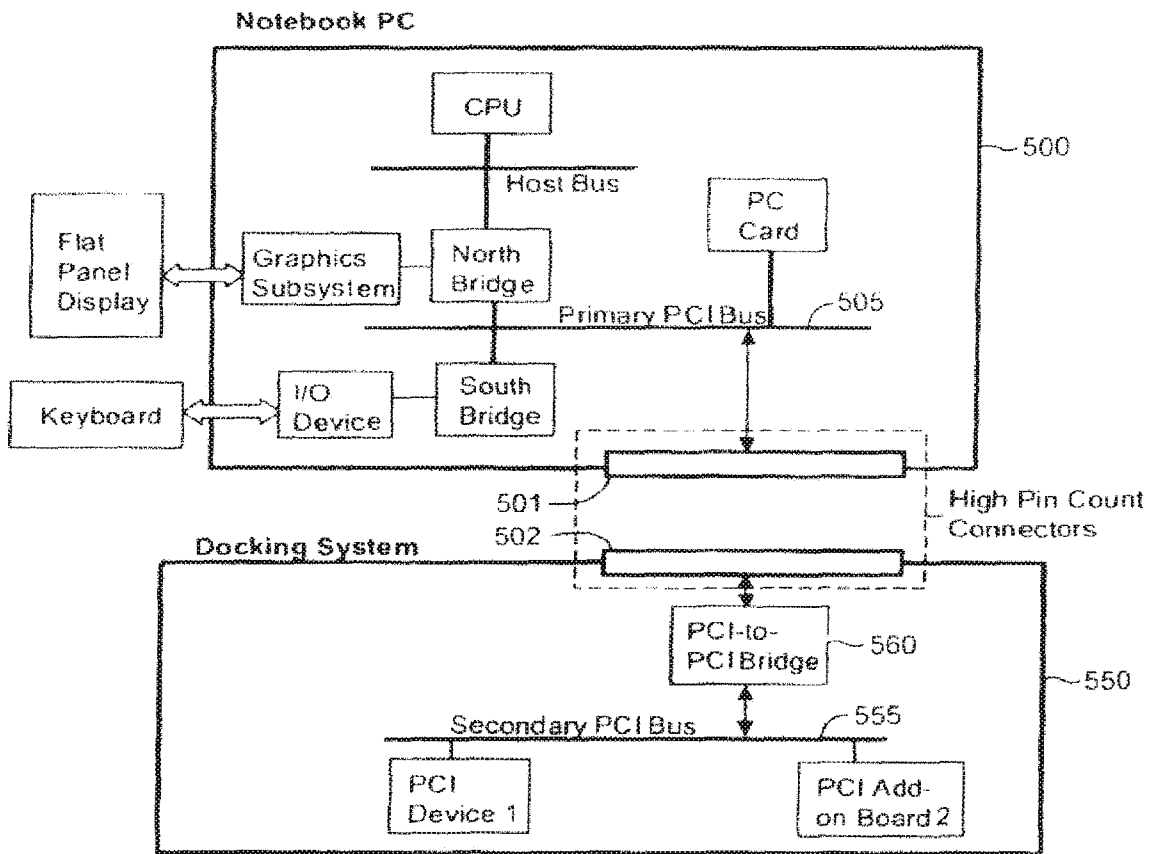 Notebook PC
CPU
500
Host Bus
PC
Card
Flat
Panel
Display
Graphics
Subsystem
North
Bridge
Primary PCI Bus
505
I/O
Device
South
Bridge
Keyboard
501
High Pin Count
Connectors
502
Docking System
PCI-to-
PCI Bridge
560
550
Secondary PCI Bus
555
PCI
Device 1
PCI Add-
on Board 2